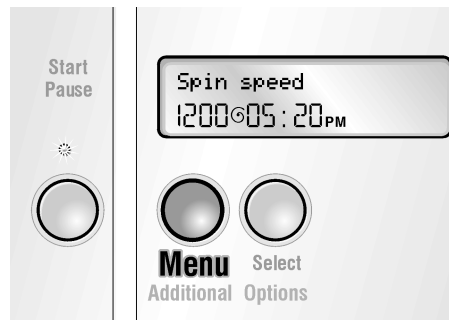 Start
Pause
Spin speed
1200 05:20PM
Menu
Select
Additional Options